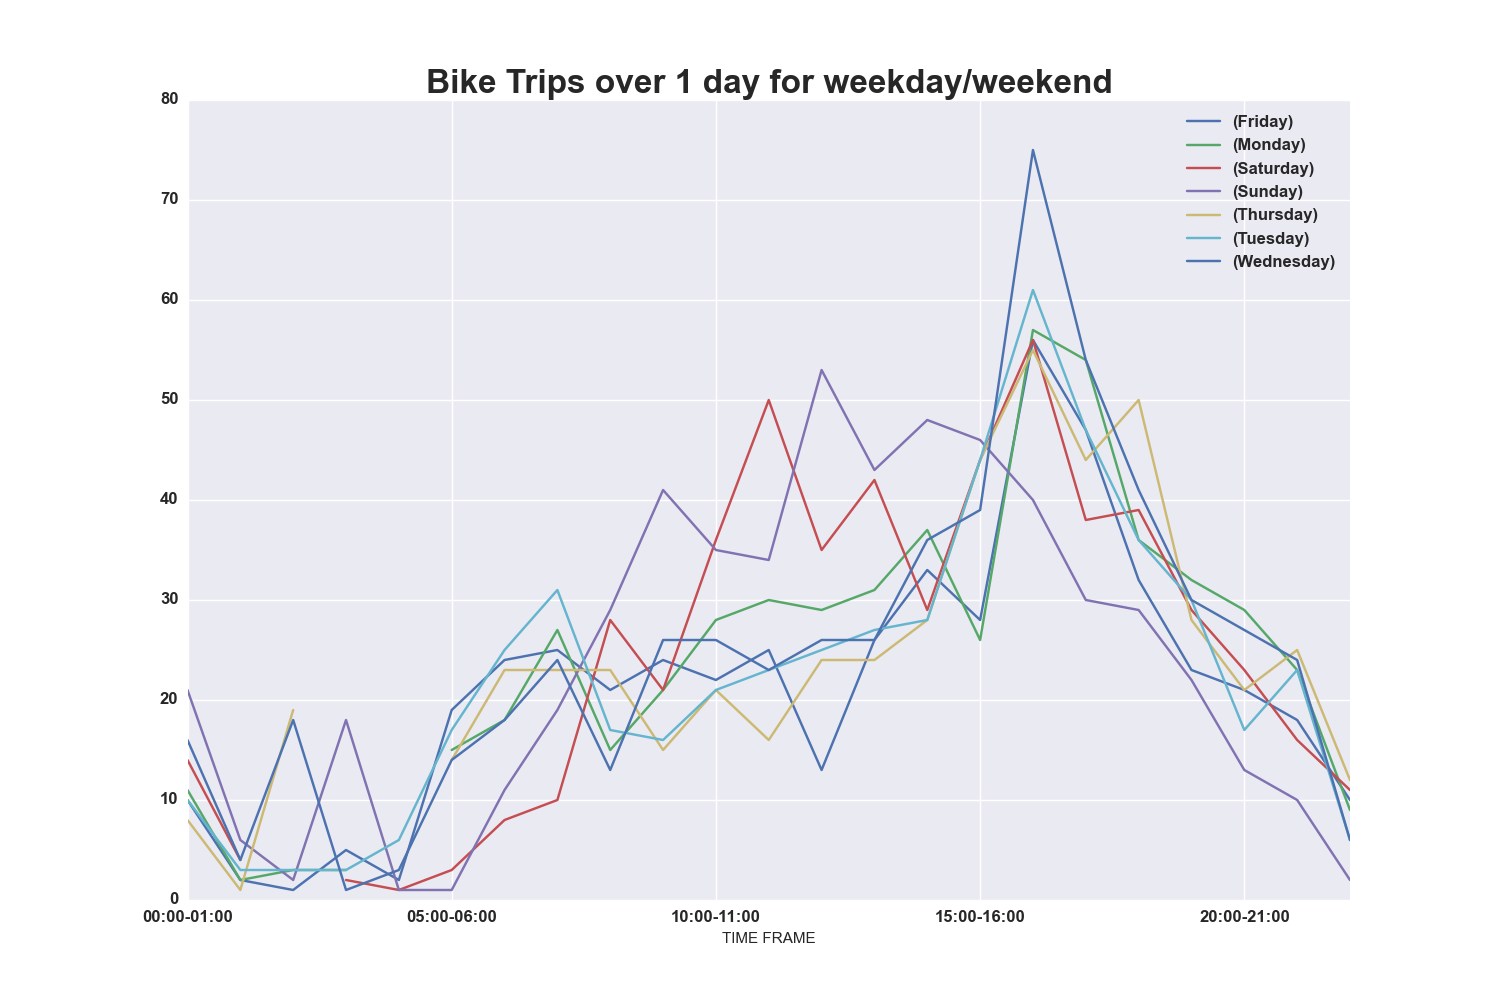 Bike Trips over 1 day for weekday/weekend
80
70
60
50
40
30
20
10
0
(Friday)
(Monday)
(Saturday)
(Sunday)
(Thursday)
(Tuesday)
(Wednesday)
00:00-01:00 05:00-06:00 10:00-11:00 15:00-16:00 20:00-21:00
TIME FRAME